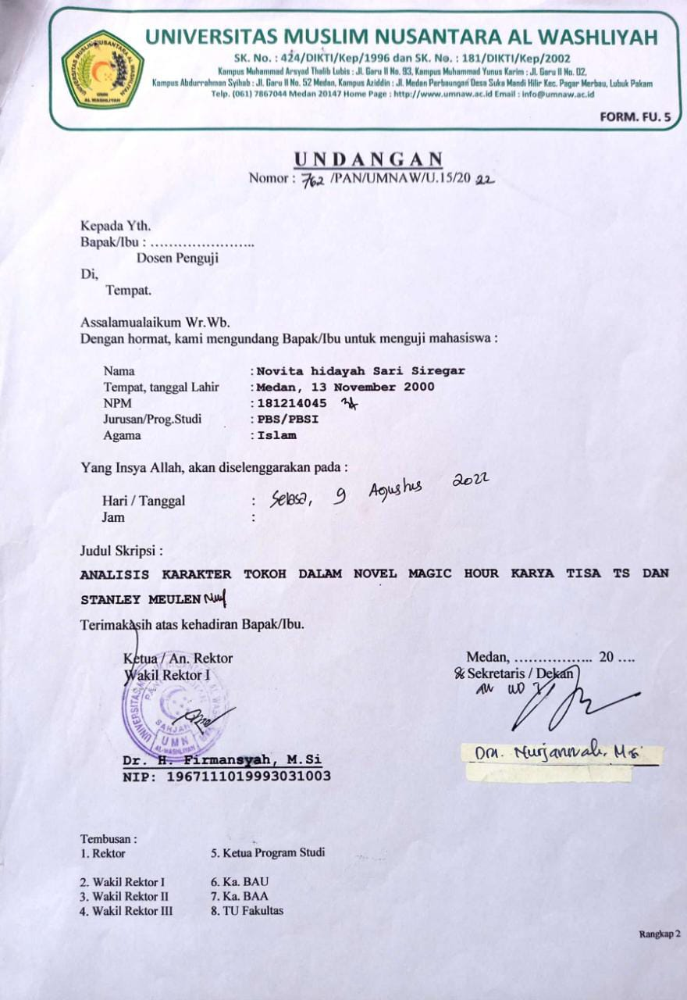 UNIVERSITAS MUSLIM NUSANTARA AL WASHLIYAH
UMN
AL WASHLIYAH
SK. No. : 424/DIKTI/Kep/1996 dan SK. No. : 181/DIKTI/Kep/2002
Kampus Muhammad Arsyad Thalib Lubis : Jl. Garu II No. 93, Kampus Muhammad Yunus Karim : Jl. Garu II No. 02,
Kampus Abdurrahman Syihab : Jl. Garu II No. 52 Medan, Kampus Aziddin : Jl. Medan Perbaungan Desa Suka Mandi Hilir Kec. Pagar Merbau, Lubuk Pakam
Telp. (061) 7867044 Medan 20147 Home Page : http://www.umnaw.ac.id Email : info@umnaw.ac.id
FORM. FU. 5
UNDANGAN
Nomor : 762 /PAN/UMNAW/U.15/20 22
Kepada Yth.
Bapak/Ibu : ........................
Dosen Penguji
Di,
Tempat.
Assalamualaikum Wr.Wb.
Dengan hormat, kami mengundang Bapak/Ibu untuk menguji mahasiswa :
Nama : Novita hidayah Sari Siregar
Tempat, tanggal Lahir : Medan, 13 November 2000
NPM : 181214045
Jurusan/Prog.Studi : PBS/PBSI
Agama : Islam
Yang Insya Allah, akan diselenggarakan pada :
Hari / Tanggal : Selasa, 9 Agustus 2022
Jam :
Judul Skripsi :
ANALISIS KARAKTER TOKOH DALAM NOVEL MAGIC HOUR KARYA TISA TS DAN
STANLEY MEULEN
Terimakasih atas kehadiran Bapak/Ibu.
Ketua / An. Rektor
Wakil Rektor I
UMN
AL-WASHLIYAH
Dr. H. Firmansyah, M.Si
NIP: 1967111019993031003
Medan, ................. 20 ....
Sekretaris / Dekan
an WD I
Dra. Nurjannah, M.Si
Tembusan :
1. Rektor 5. Ketua Program Studi
2. Wakil Rektor I 6. Ka. BAU
3. Wakil Rektor II 7. Ka. BAA
4. Wakil Rektor III 8. TU Fakultas
Rangkap 2